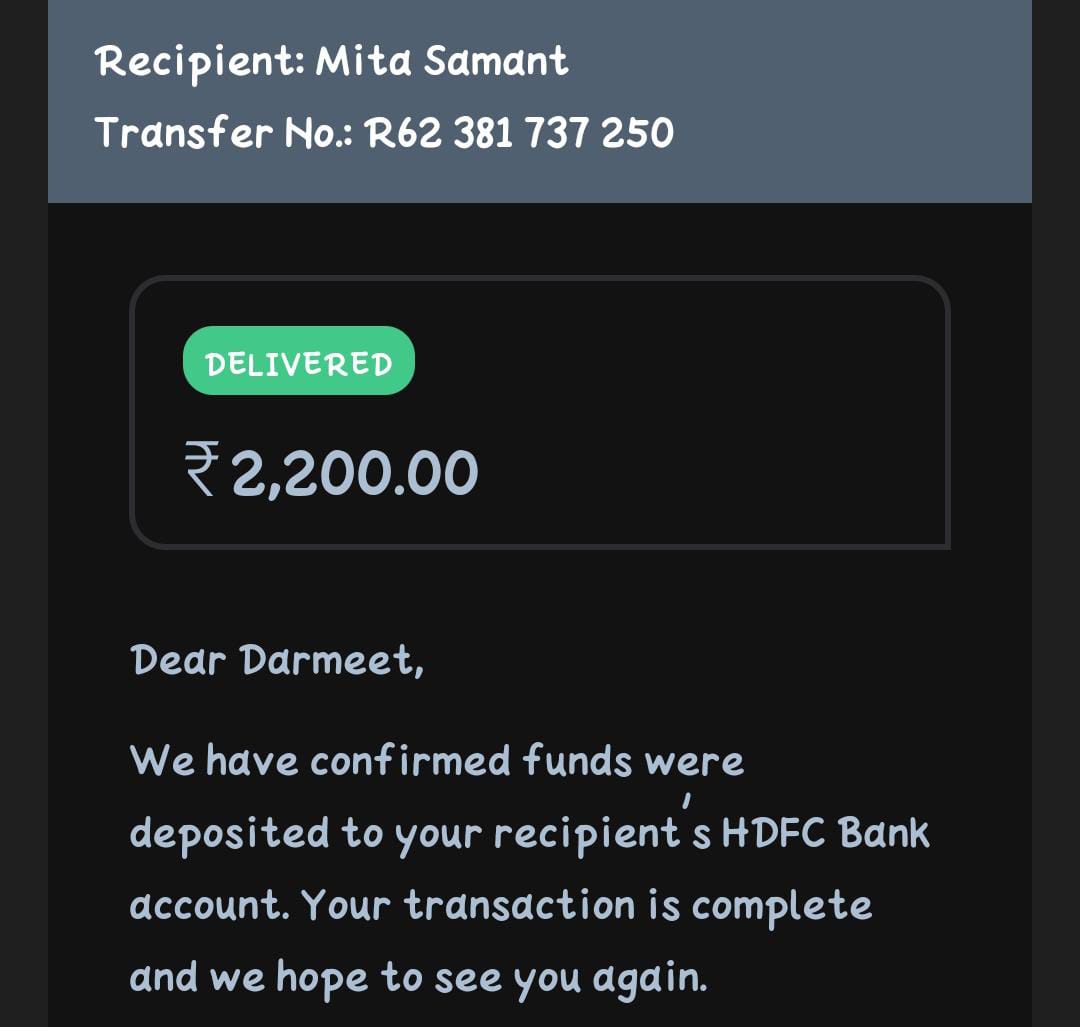 Recipient: Mita Samant
Transfer No.: R62 381 737 250
DELIVERED
₹2,200.00
Dear Darmeet,
We have confirmed funds were
deposited to your recipient's HDFC Bank
account. Your transaction is complete
and we hope to see you again.